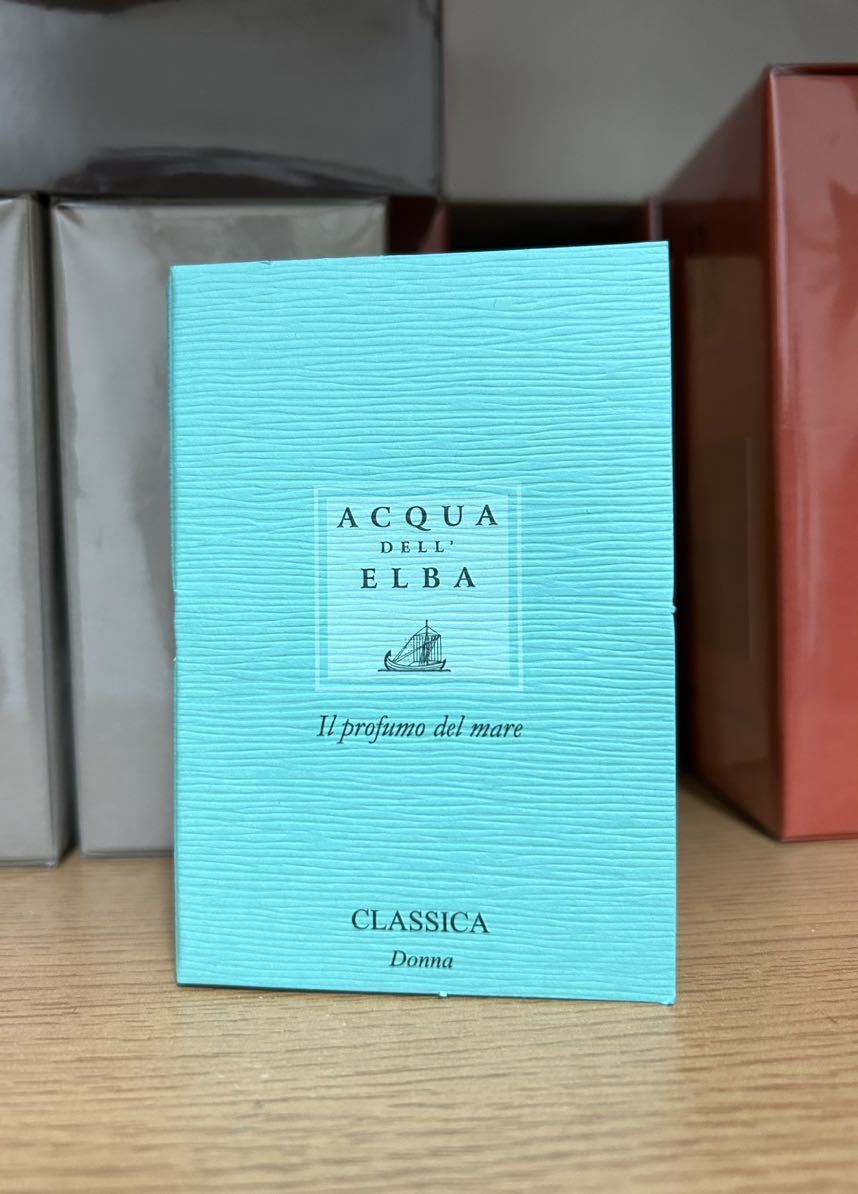 ACQUA
DELL'
ELBA
Il profumo del mare
CLASSICA
Donna